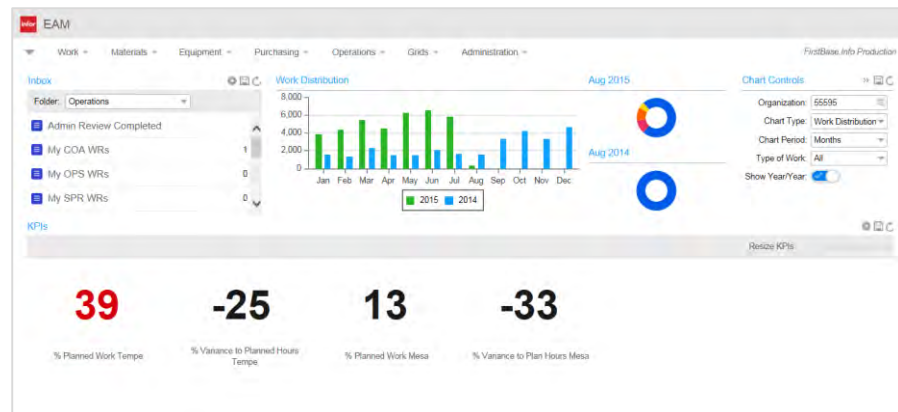 infor EAM
Work Materials Equipment Purchasing Operations Grids Administration FirstBase.Info Production
Inbox
Folder: Operations
Admin Review Completed
My COA WRs 1
My OPS WRs 0
My SPR WRs 0
Work Distribution
8,000
6,000
4,000
2,000
0
Jan Feb Mar Apr May Jun Jul Aug Sep Oct Nov Dec
2015 2014
Aug 2015
Aug 2014
Chart Controls
Organization: 55595
Chart Type: Work Distribution
Chart Period: Months
Type of Work: All
Show Year/Year:
KPIs
Resize KPIs
39
% Planned Work Tempe
-25
% Variance to Planned Hours
Tempe
13
% Planned Work Mesa
-33
% Variance to Plan Hours Mesa